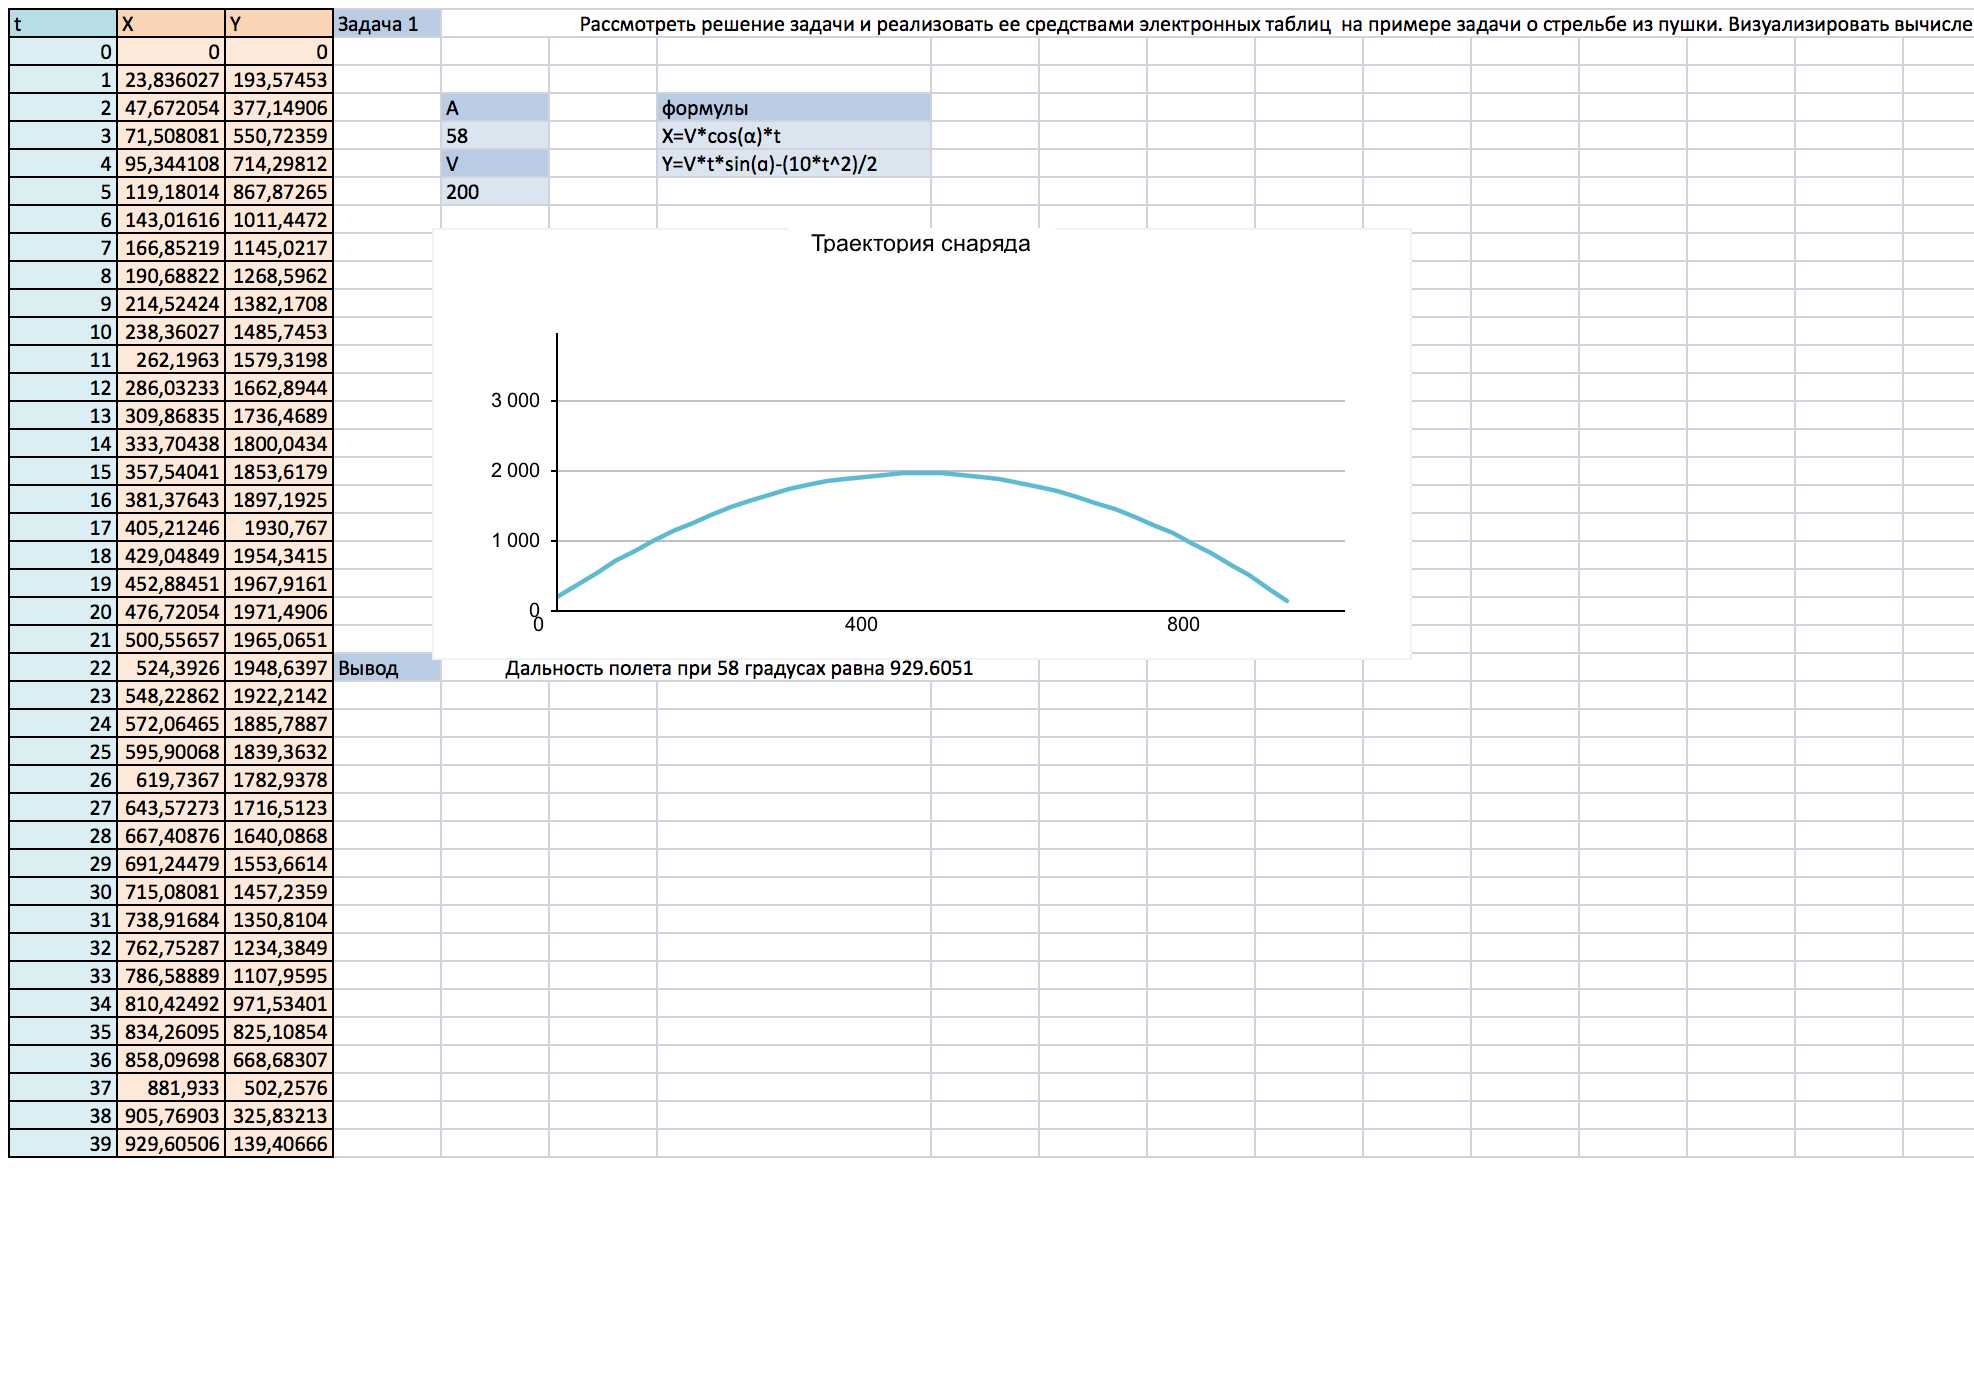 t X Y Задача 1 Рассмотреть решение задачи и реализовать ее средствами электронных таблиц на примере задачи о стрельбе из пушки. Визуализировать вычисле
0 0 0
1 23,836027 193,57453
2 47,672054 377,14906 A формулы
3 71,508081 550,72359 58 X=V*cos(α)*t
4 95,344108 714,29812 V Y=V*t*sin(α)-(10*t^2)/2
5 119,18014 867,87265 200
6 143,01616 1011,4472
7 166,85219 1145,0217 Траектория снаряда
8 190,68822 1268,5962
9 214,52424 1382,1708
10 238,36027 1485,7453
11 262,1963 1579,3198
12 286,03233 1662,8944
3 000
13 309,86835 1736,4689
14 333,70438 1800,0434
15 357,54041 1853,6179 2 000
16 381,37643 1897,1925
17 405,21246 1930,767
1 000
18 429,04849 1954,3415
19 452,88451 1967,9161
20 476,72054 1971,4906 0
21 500,55657 1965,0651
0 400 800
22 524,3926 1948,6397 Вывод Дальность полета при 58 градусах равна 929.6051
23 548,22862 1922,2142
24 572,06465 1885,7887
25 595,90068 1839,3632
26 619,7367 1782,9378
27 643,57273 1716,5123
28 667,40876 1640,0868
29 691,24479 1553,6614
30 715,08081 1457,2359
31 738,91684 1350,8104
32 762,75287 1234,3849
33 786,58889 1107,9595
34 810,42492 971,53401
35 834,26095 825,10854
36 858,09698 668,68307
37 881,933 502,2576
38 905,76903 325,83213
39 929,60506 139,40666